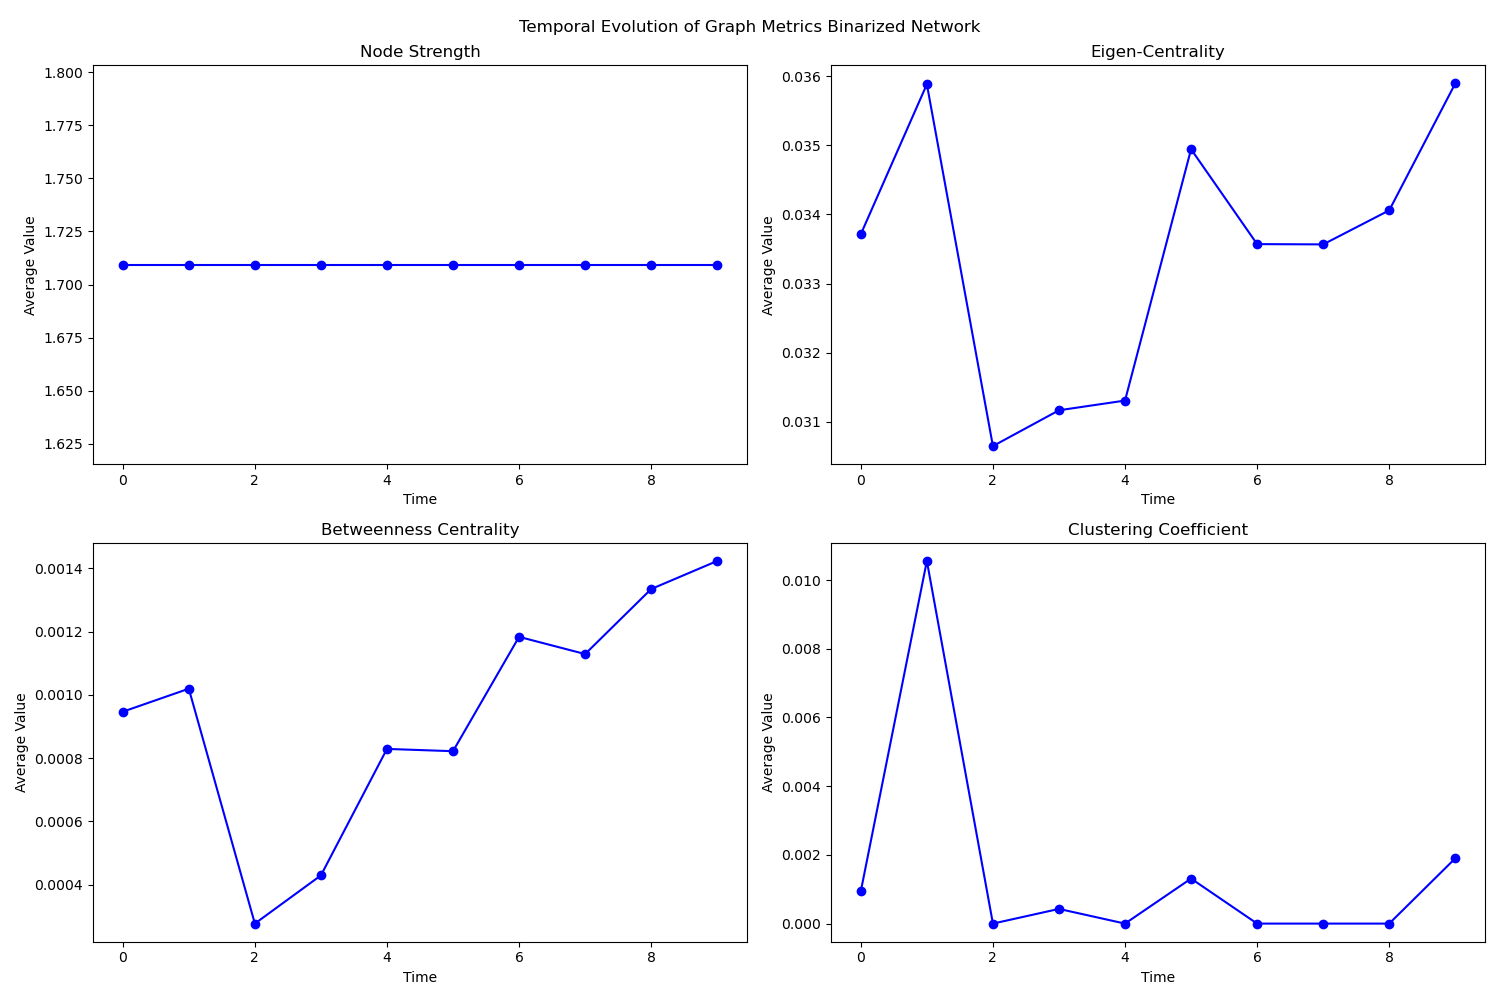 Temporal Evolution of Graph Metrics Binarized Network
Node Strength
1.800
1.775
1.750
1.725
1.700
1.675
1.650
1.625
Average Value
0 2 4 6 8
Time
Eigen-Centrality
0.036
0.035
0.034
0.033
0.032
0.031
Average Value
0 2 4 6 8
Time
Betweenness Centrality
0.0014
0.0012
0.0010
0.0008
0.0006
0.0004
Average Value
0 2 4 6 8
Time
Clustering Coefficient
0.010
0.008
0.006
0.004
0.002
0.000
Average Value
0 2 4 6 8
Time